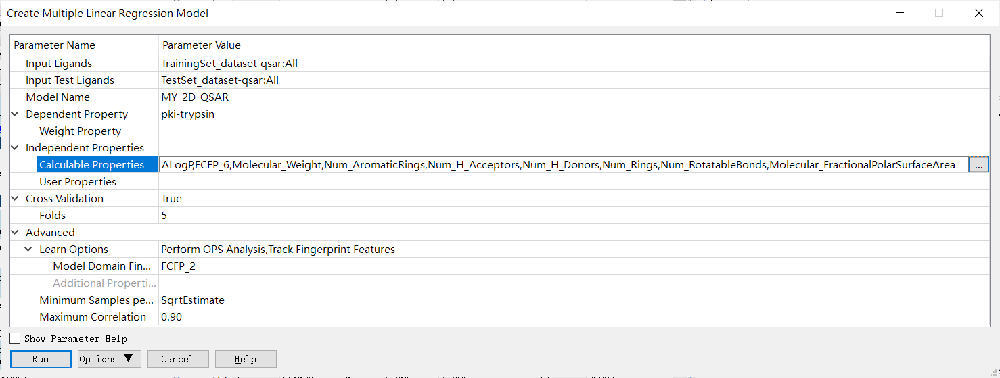 Create Multiple Linear Regression Model
Parameter Name Parameter Value
Input Ligands TrainingSet_dataset-qsar:All
Input Test Ligands TestSet_dataset-qsar:All
Model Name MY_2D_QSAR
Dependent Property pki-trypsin
Weight Property
Independent Properties
Calculable Properties ALogP,ECFP_6,Molecular_Weight,Num_AromaticRings,Num_H_Acceptors,Num_H_Donors,Num_Rings,Num_RotatableBonds,Molecular_FractionalPolarSurfaceArea ...
User Properties
Cross Validation True
Folds 5
Advanced
Learn Options Perform OPS Analysis,Track Fingerprint Features
Model Domain Fin... FCFP_2
Additional Properti...
Minimum Samples pe... SqrtEstimate
Maximum Correlation 0.90
Show Parameter Help
Run Options ▼ Cancel Help